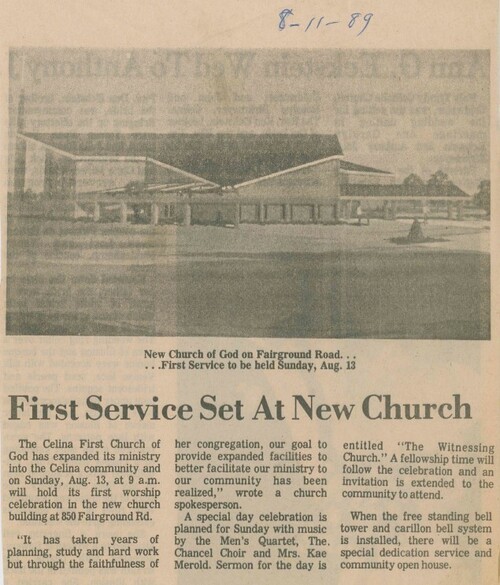 8-11-89
Ann G. Eckstein Wed To Anthony J
New Church of God on Fairground Road. . .
. . .First Service to be held Sunday, Aug. 13
First Service Set At New Church
The Celina First Church of
God has expanded its ministry
into the Celina community and
on Sunday, Aug. 13, at 9 a.m.
will hold its first worship
celebration in the new church
building at 850 Fairground Rd.
"It has taken years of
planning, study and hard work
but through the faithfulness of
her congregation, our goal to
provide expanded facilities to
better facilitate our ministry to
our community has been
realized," wrote a church
spokesperson.
A special day celebration is
planned for Sunday with music
by the Men's Quartet, The
Chancel Choir and Mrs. Kae
Merold. Sermon for the day is
entitled "The Witnessing
Church." A fellowship time will
follow the celebration and an
invitation is extended to the
community to attend.
When the free standing bell
tower and carillon bell system
is installed, there will be a
special dedication service and
community open house.